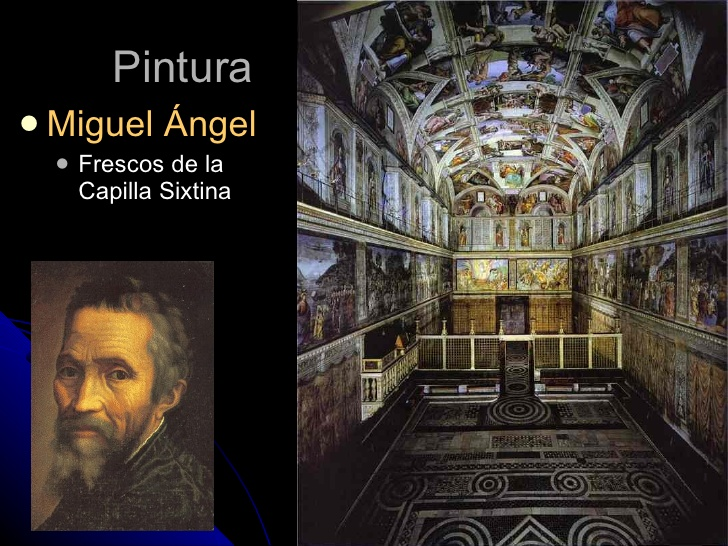 Pintura
Miguel Ángel
Frescos de la
Capilla Sixtina